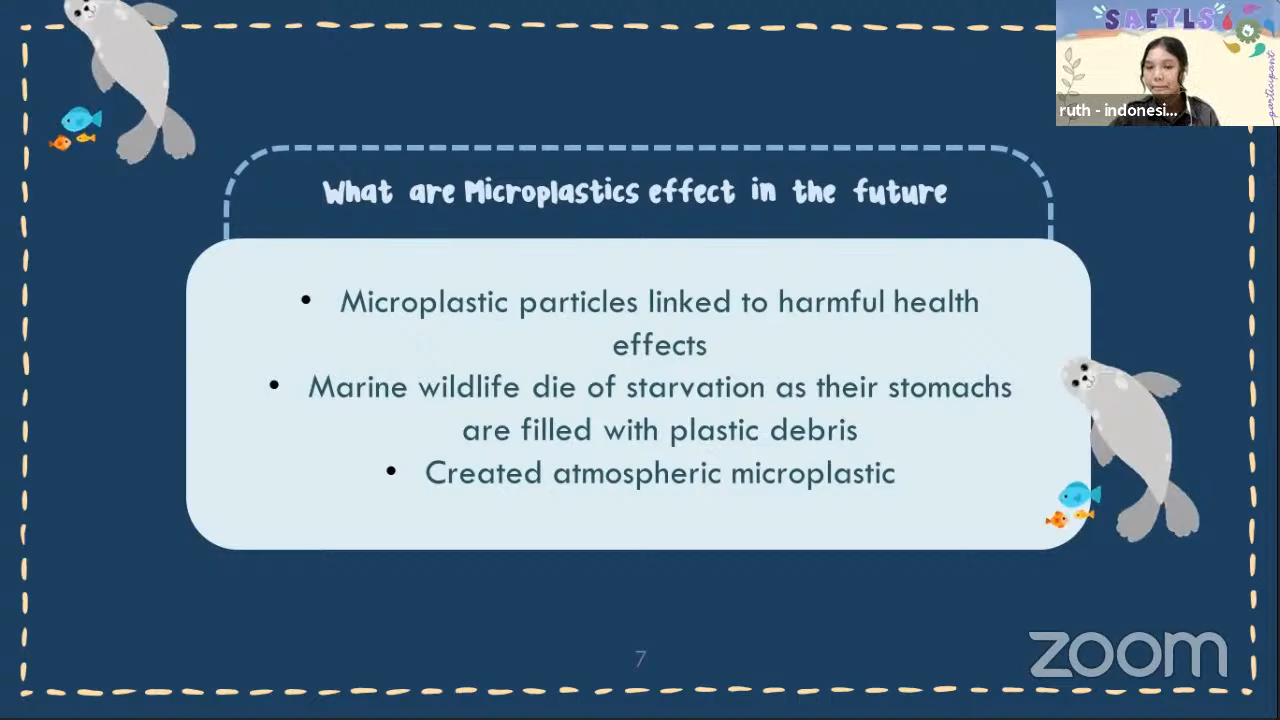 SAEYLS
participant
ruth - indonesi...
What are Microplastics effect in the future
• Microplastic particles linked to harmful health
effects
• Marine wildlife die of starvation as their stomachs
are filled with plastic debris
• Created atmospheric microplastic
7
zoom